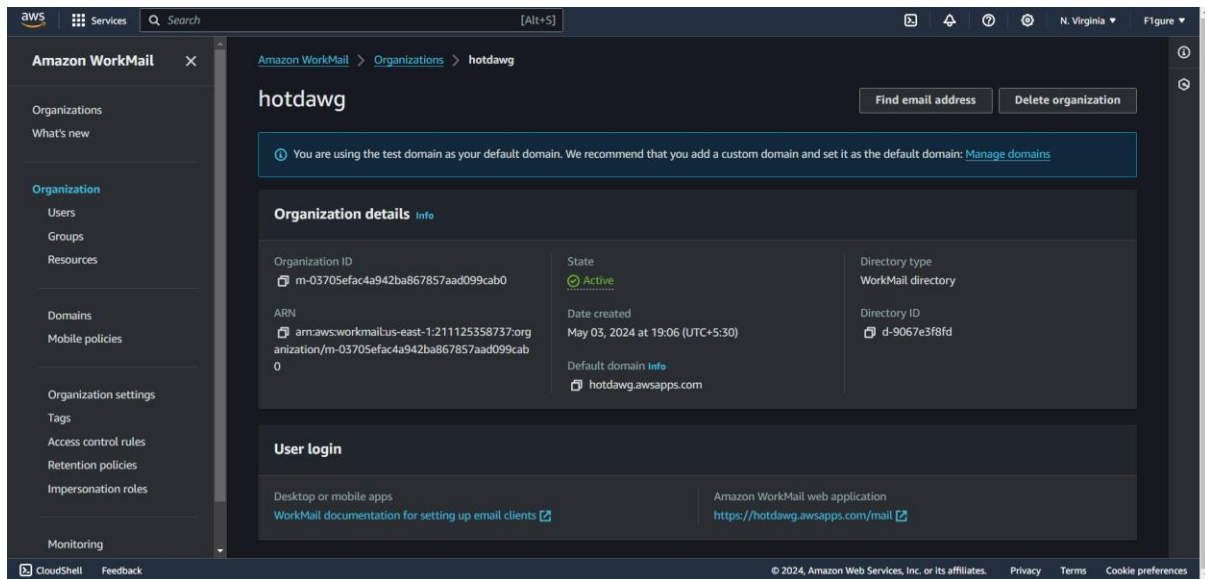 aws Services Search [Alt+S] N. Virginia ▼ F1gure ▼
Amazon WorkMail
Organizations
What's new
Organization
Users
Groups
Resources
Domains
Mobile policies
Organization settings
Tags
Access control rules
Retention policies
Impersonation roles
Monitoring
Amazon WorkMail > Organizations > hotdawg
hotdawg
Find email address Delete organization
You are using the test domain as your default domain. We recommend that you add a custom domain and set it as the default domain: Manage domains
Organization details Info
Organization ID
m-03705efac4a942ba867857aad099cab0
ARN
arn:aws:workmail:us-east-1:211125358737:org
anization/m-03705efac4a942ba867857aad099cab
0
State
Active
Date created
May 03, 2024 at 19:06 (UTC+5:30)
Default domain Info
hotdawg.awsapps.com
Directory type
WorkMail directory
Directory ID
d-9067e3f8fd
User login
Desktop or mobile apps
WorkMail documentation for setting up email clients
Amazon WorkMail web application
https://hotdawg.awsapps.com/mail
CloudShell Feedback © 2024, Amazon Web Services, Inc. or its affiliates. Privacy Terms Cookie preferences